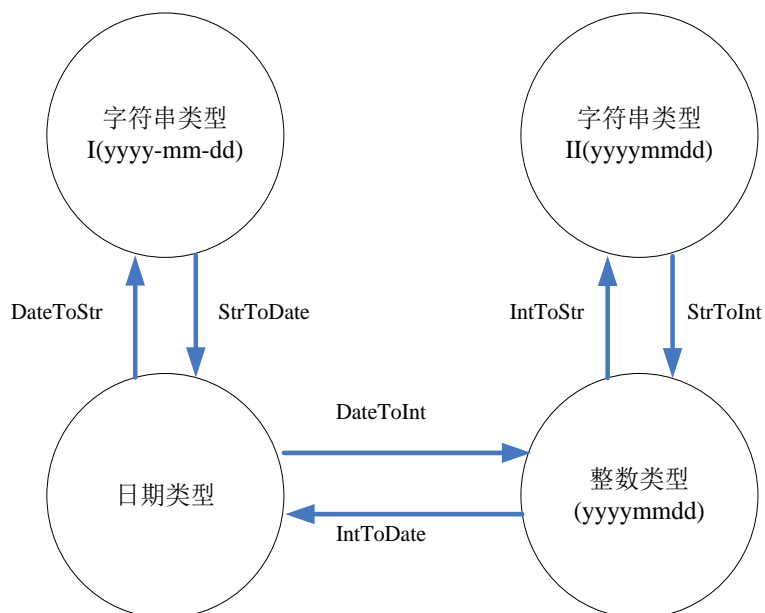 字符串类型
I(yyyy-mm-dd)
字符串类型
II(yyyymmdd)
DateToStr
StrToDate
IntToStr
StrToInt
DateToInt
日期类型
整数类型
(yyyymmdd)
IntToDate